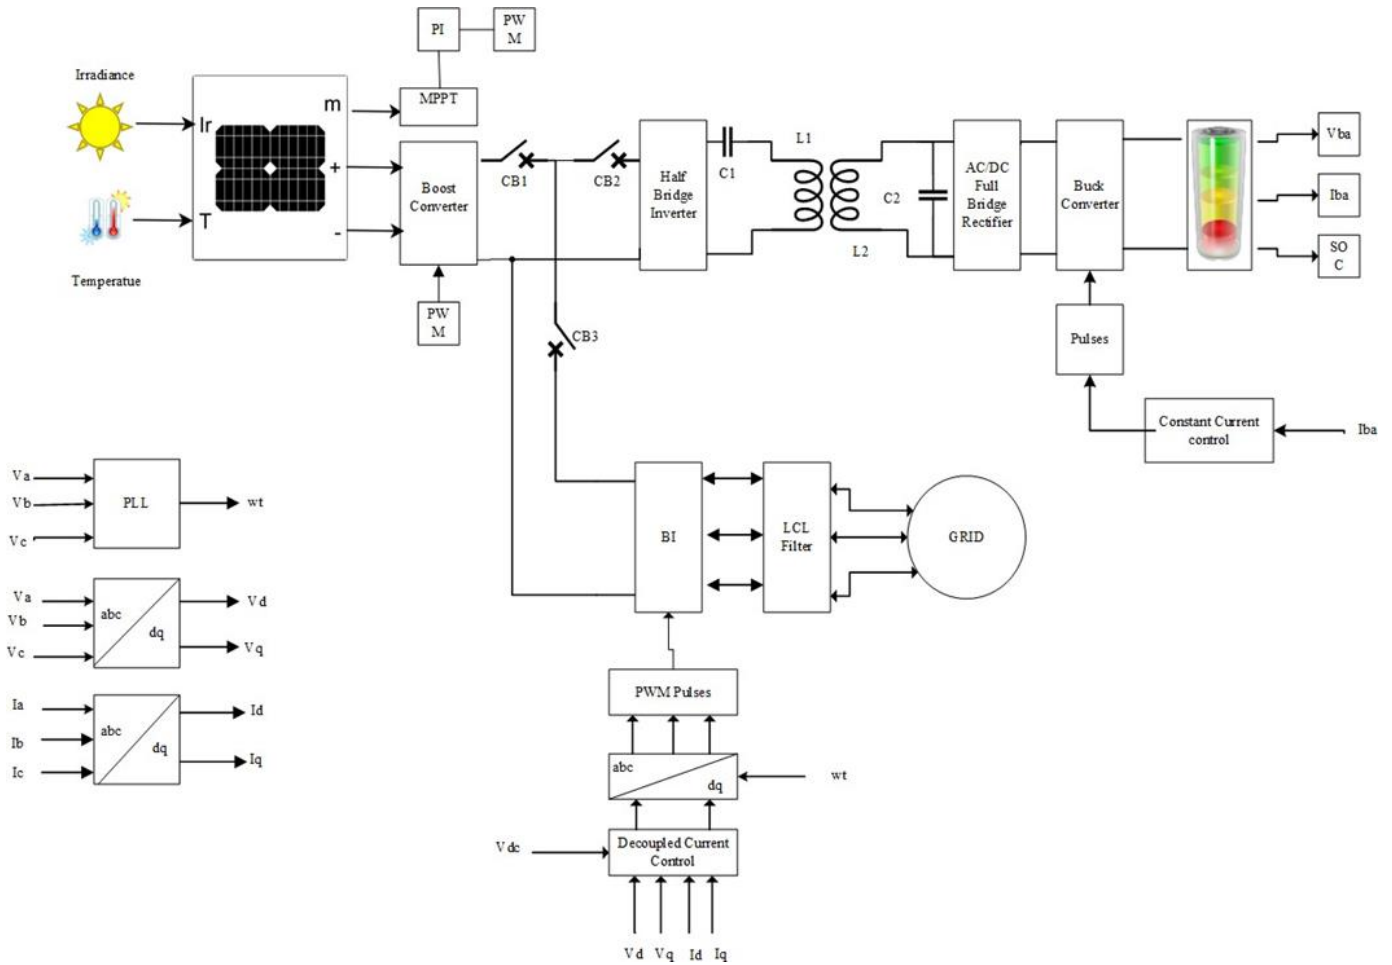 PI
PW
M
Irradiance
m
MPPT
Ir
+
T
-
Temperatue
Boost
Converter
PW
M
CB1
CB2
CB3
Half
Bridge
Inverter
C1
L1
L2
C2
AC/DC
Full
Bridge
Rectifier
Buck
Converter
Vba
Iba
SO
C
Pulses
Constant Current
control
Iba
Va
Vb
Vc
PLL
wt
Va
Vb
Vc
abc
dq
Vd
Vq
Ia
Ib
Ic
abc
dq
Id
Iq
BI
LCL
Filter
GRID
PWM Pulses
abc
dq
wt
Vdc
Decoupled Current
Control
Vd Vq Id Iq